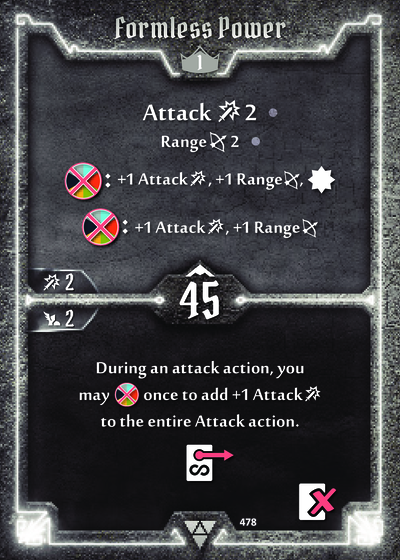 Formless Power
1
Attack 2
Range 2
: +1 Attack, +1 Range,
: +1 Attack, +1 Range
2
45
2
During an attack action, you
may once to add +1 Attack
to the entire Attack action.
478